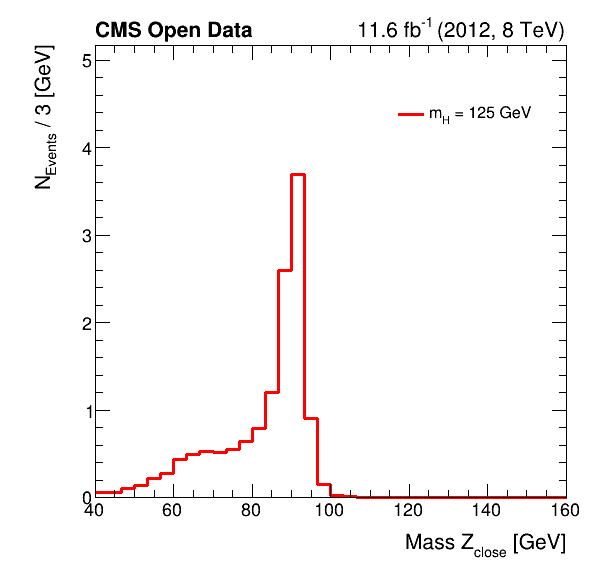 CMS Open Data
11.6 fb⁻¹ (2012, 8 TeV)
N_Events / 3 [GeV]
m_H = 125 GeV
5
4
3
2
1
0
40 60 80 100 120 140 160
Mass Z_close [GeV]